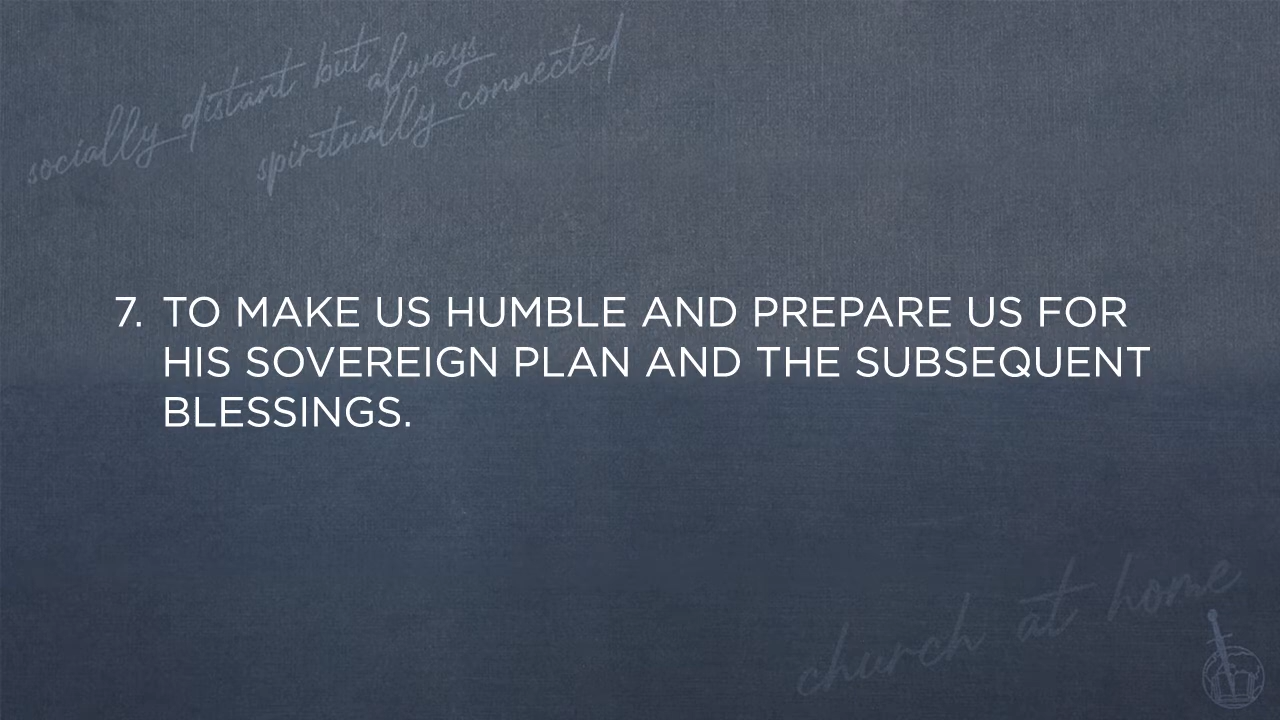 socially distant but always
spiritually connected
7. TO MAKE US HUMBLE AND PREPARE US FOR
HIS SOVEREIGN PLAN AND THE SUBSEQUENT
BLESSINGS.
church at home